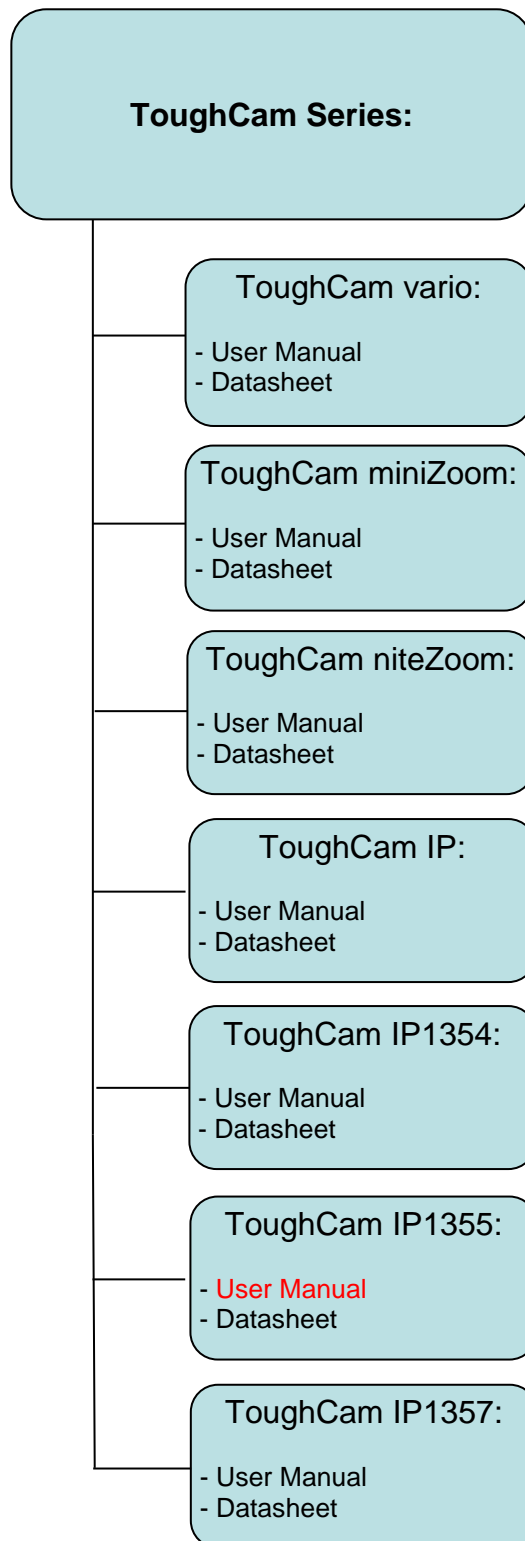 ToughCam Series:
ToughCam vario:
- User Manual
- Datasheet
ToughCam miniZoom:
- User Manual
- Datasheet
ToughCam niteZoom:
- User Manual
- Datasheet
ToughCam IP:
- User Manual
- Datasheet
ToughCam IP1354:
- User Manual
- Datasheet
ToughCam IP1355:
- User Manual
- Datasheet
ToughCam IP1357:
- User Manual
- Datasheet